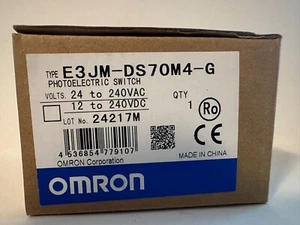 TYPE E3JM-DS70M4-G
PHOTOELECTRIC SWITCH
VOLTS. 24 to 240VAC
12 to 240VDC
QTY
1
Ro
LOT No. 24217M
4 536854 779107
OMRON Corporation
MADE IN CHINA
OMRON